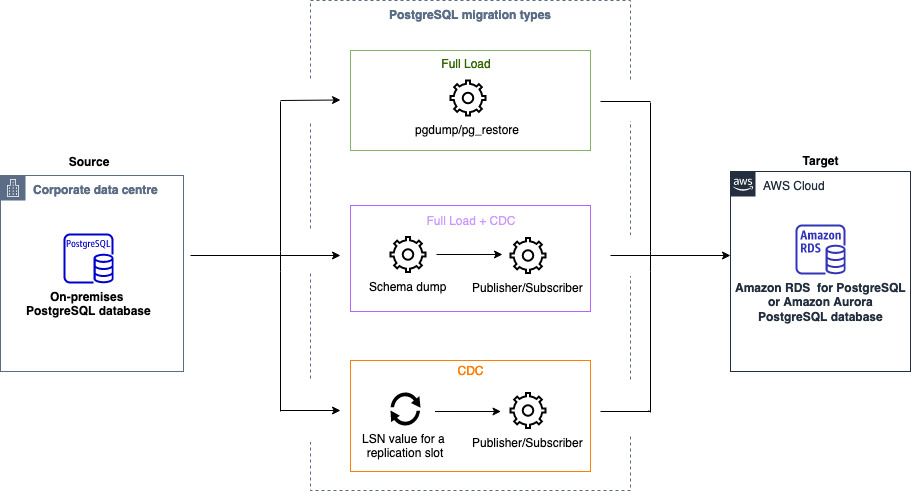 PostgreSQL migration types
Full Load
pgdump/pg_restore
Source
Corporate data centre
PostgreSQL
On-premises
PostgreSQL database
Full Load + CDC
Schema dump
Publisher/Subscriber
CDC
LSN value for a
replication slot
Publisher/Subscriber
Target
aws
AWS Cloud
Amazon
RDS
Amazon RDS  for PostgreSQL
or Amazon Aurora
PostgreSQL database